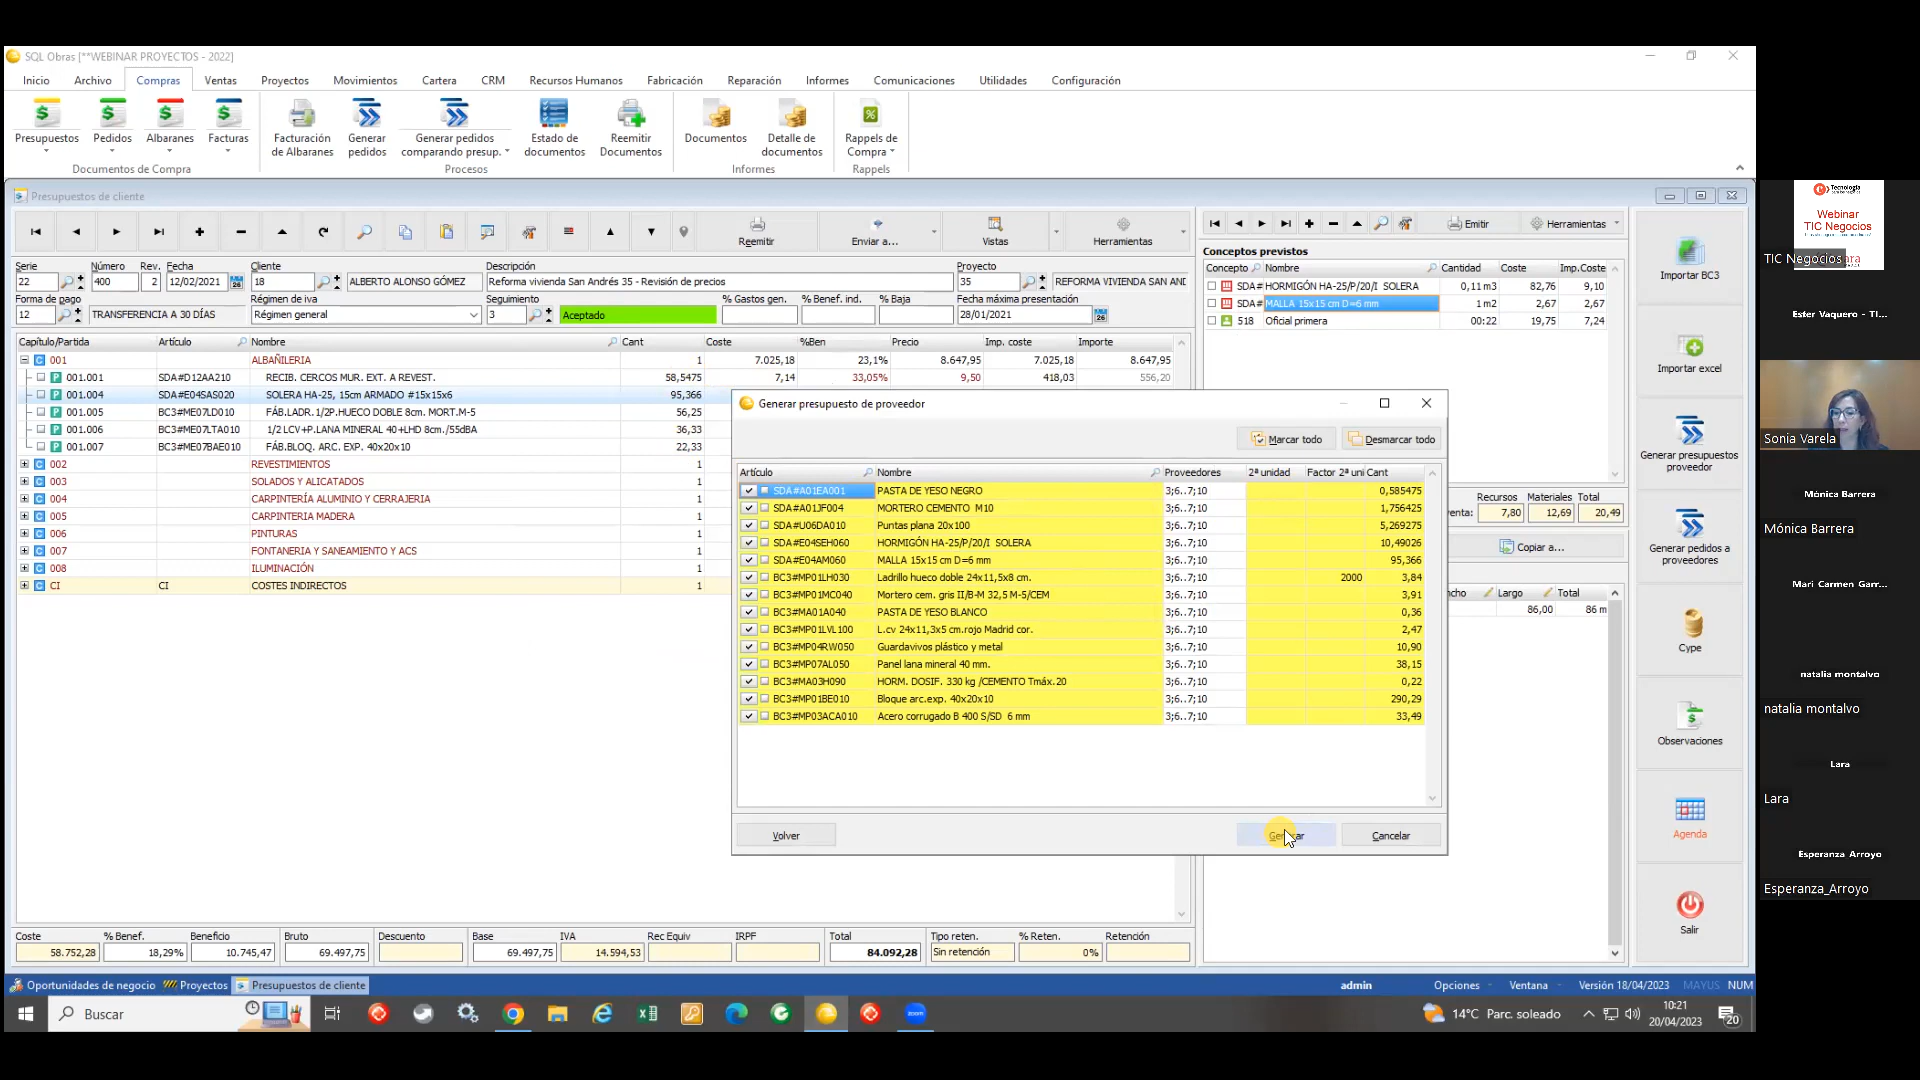 SQL Obras [**WEBINAR PROYECTOS - 2022]
Inicio Archivo Compras Ventas Proyectos Movimientos Cartera CRM Recursos Humanos Fabricación Reparación Informes Comunicaciones Utilidades Configuración
Presupuestos Pedidos Albaranes Facturas Facturación de Albaranes Generar pedidos Generar pedidos comparando presup. Estado de documentos Reemitir Documentos Documentos Detalle de documentos Rappels de Compra
Documentos de Compra Procesos Informes Rappels
Presupuestos de cliente
Reemitir Enviar a... Vistas Herramientas
Serie Número Rev. Fecha Cliente Descripción Proyecto
22 400 2 12/02/2021 18 ALBERTO ALONSO GÓMEZ Reforma vivienda San Andrés 35 - Revisión de precios 35 REFORMA VIVIENDA SAN ANI
Forma de pago Régimen de iva Seguimiento % Gastos gen. % Benef. ind. % Baja Fecha máxima presentación
12 TRANSFERENCIA A 30 DÍAS Régimen general 3 Aceptado 28/01/2021
Capítulo/Partida Artículo Nombre Cant Coste %Ben Precio Imp. coste Importe
001 ALBAÑILERIA 1 7.025,18 23,1% 8.647,95 7.025,18 8.647,95
001.001 SDA#D12AA210 RECIB. CERCOS MUR. EXT. A REVEST. 58,5475 7,14 33,05% 9,50 418,03 556,20
001.004 SDA#E04SAS020 SOLERA HA-25, 15cm ARMADO #15x15x6 95,366
001.005 BC3#ME07LD010 FÁB.LADR.1/2P.HUECO DOBLE 8cm. MORT.M-5 56,25
001.006 BC3#ME07LTA010 1/2 LCV+P.LANA MINERAL 40+LHD 8cm./55dBA 36,33
001.007 BC3#ME07BAE010 FÁB.BLOQ. ARC. EXP. 40x20x10 22,33
002 REVESTIMIENTOS 1
003 SOLADOS Y ALICATADOS 1
004 CARPINTERÍA ALUMINIO Y CERRAJERIA 1
005 CARPINTERIA MADERA 1
006 PINTURAS 1
007 FONTANERIA Y SANEAMIENTO Y ACS 1
008 ILUMINACIÓN 1
CI CI COSTES INDIRECTOS 1
Generar presupuesto de proveedor
Marcar todo Desmarcar todo
Artículo Nombre Proveedores 2ª unidad Factor 2ª uni Cant
SDA#A01EA001 PASTA DE YESO NEGRO 3;6..7;10 0,585475
SDA#A01JF004 MORTERO CEMENTO M10 3;6..7;10 1,756425
SDA#U06DA010 Puntas plana 20x100 3;6..7;10 5,269275
SDA#E04SEH060 HORMIGÓN HA-25/P/20/I SOLERA 3;6..7;10 10,49026
SDA#E04AM060 MALLA 15x15 cm D=6 mm 3;6..7;10 95,366
BC3#MP01LH030 Ladrillo hueco doble 24x11,5x8 cm. 3;6..7;10 2000 3,84
BC3#MP01MC040 Mortero cem. gris II/B-M 32,5 M-5/CEM 3;6..7;10 3,91
BC3#MA01A040 PASTA DE YESO BLANCO 3;6..7;10 0,36
BC3#MP01LVL100 L.cv 24x11,3x5 cm.rojo Madrid cor. 3;6..7;10 2,47
BC3#MP04RW050 Guardavivos plástico y metal 3;6..7;10 10,90
BC3#MP07AL050 Panel lana mineral 40 mm. 3;6..7;10 38,15
BC3#MA03H090 HORM. DOSIF. 330 kg /CEMENTO Tmáx.20 3;6..7;10 0,22
BC3#MP01BE010 Bloque arc.exp. 40x20x10 3;6..7;10 290,29
BC3#MP03ACA010 Acero corrugado B 400 S/SD 6 mm 3;6..7;10 33,49
Volver Cancelar
Emitir Herramientas
Conceptos previstos
Concepto Nombre Cantidad Coste Imp.Coste
SDA# HORMIGÓN HA-25/P/20/I SOLERA 0,11 m3 82,76 9,10
SDA# MALLA 15x15 cm D=6 mm 1 m2 2,67 2,67
518 Oficial primera 00:22 19,75 7,24
Recursos Materiales Total
enta: 7,80 12,69 20,49
Copiar a...
ncho Largo Total
86,00 86 m
Importar BC3
Importar excel
Generar presupuestos proveedor
Generar pedidos a proveedores
Cype
Observaciones
Agenda
Salir
Coste % Benef. Beneficio Bruto Descuento Base IVA Rec Equiv IRPF Total Tipo reten. % Reten. Retención
58.752,28 18,29% 10.745,47 69.497,75 69.497,75 14.594,53 84.092,28 Sin retención 0%
Oportunidades de negocio Proyectos Presupuestos de cliente admin Opciones Ventana Versión 18/04/2023 MAYUS NUM
Buscar 14°C Parc. soleado 10:21
20/04/2023 20
Tecnología
Webinar
TIC Negocios
TIC Negocios
Ester Vaquero - TI...
Sonia Varela
Mónica Barrera
Mónica Barrera
Mari Carmen Garr...
natalia montalvo
natalia montalvo
Lara
Lara
Esperanza Arroyo
Esperanza_Arroyo
zoom